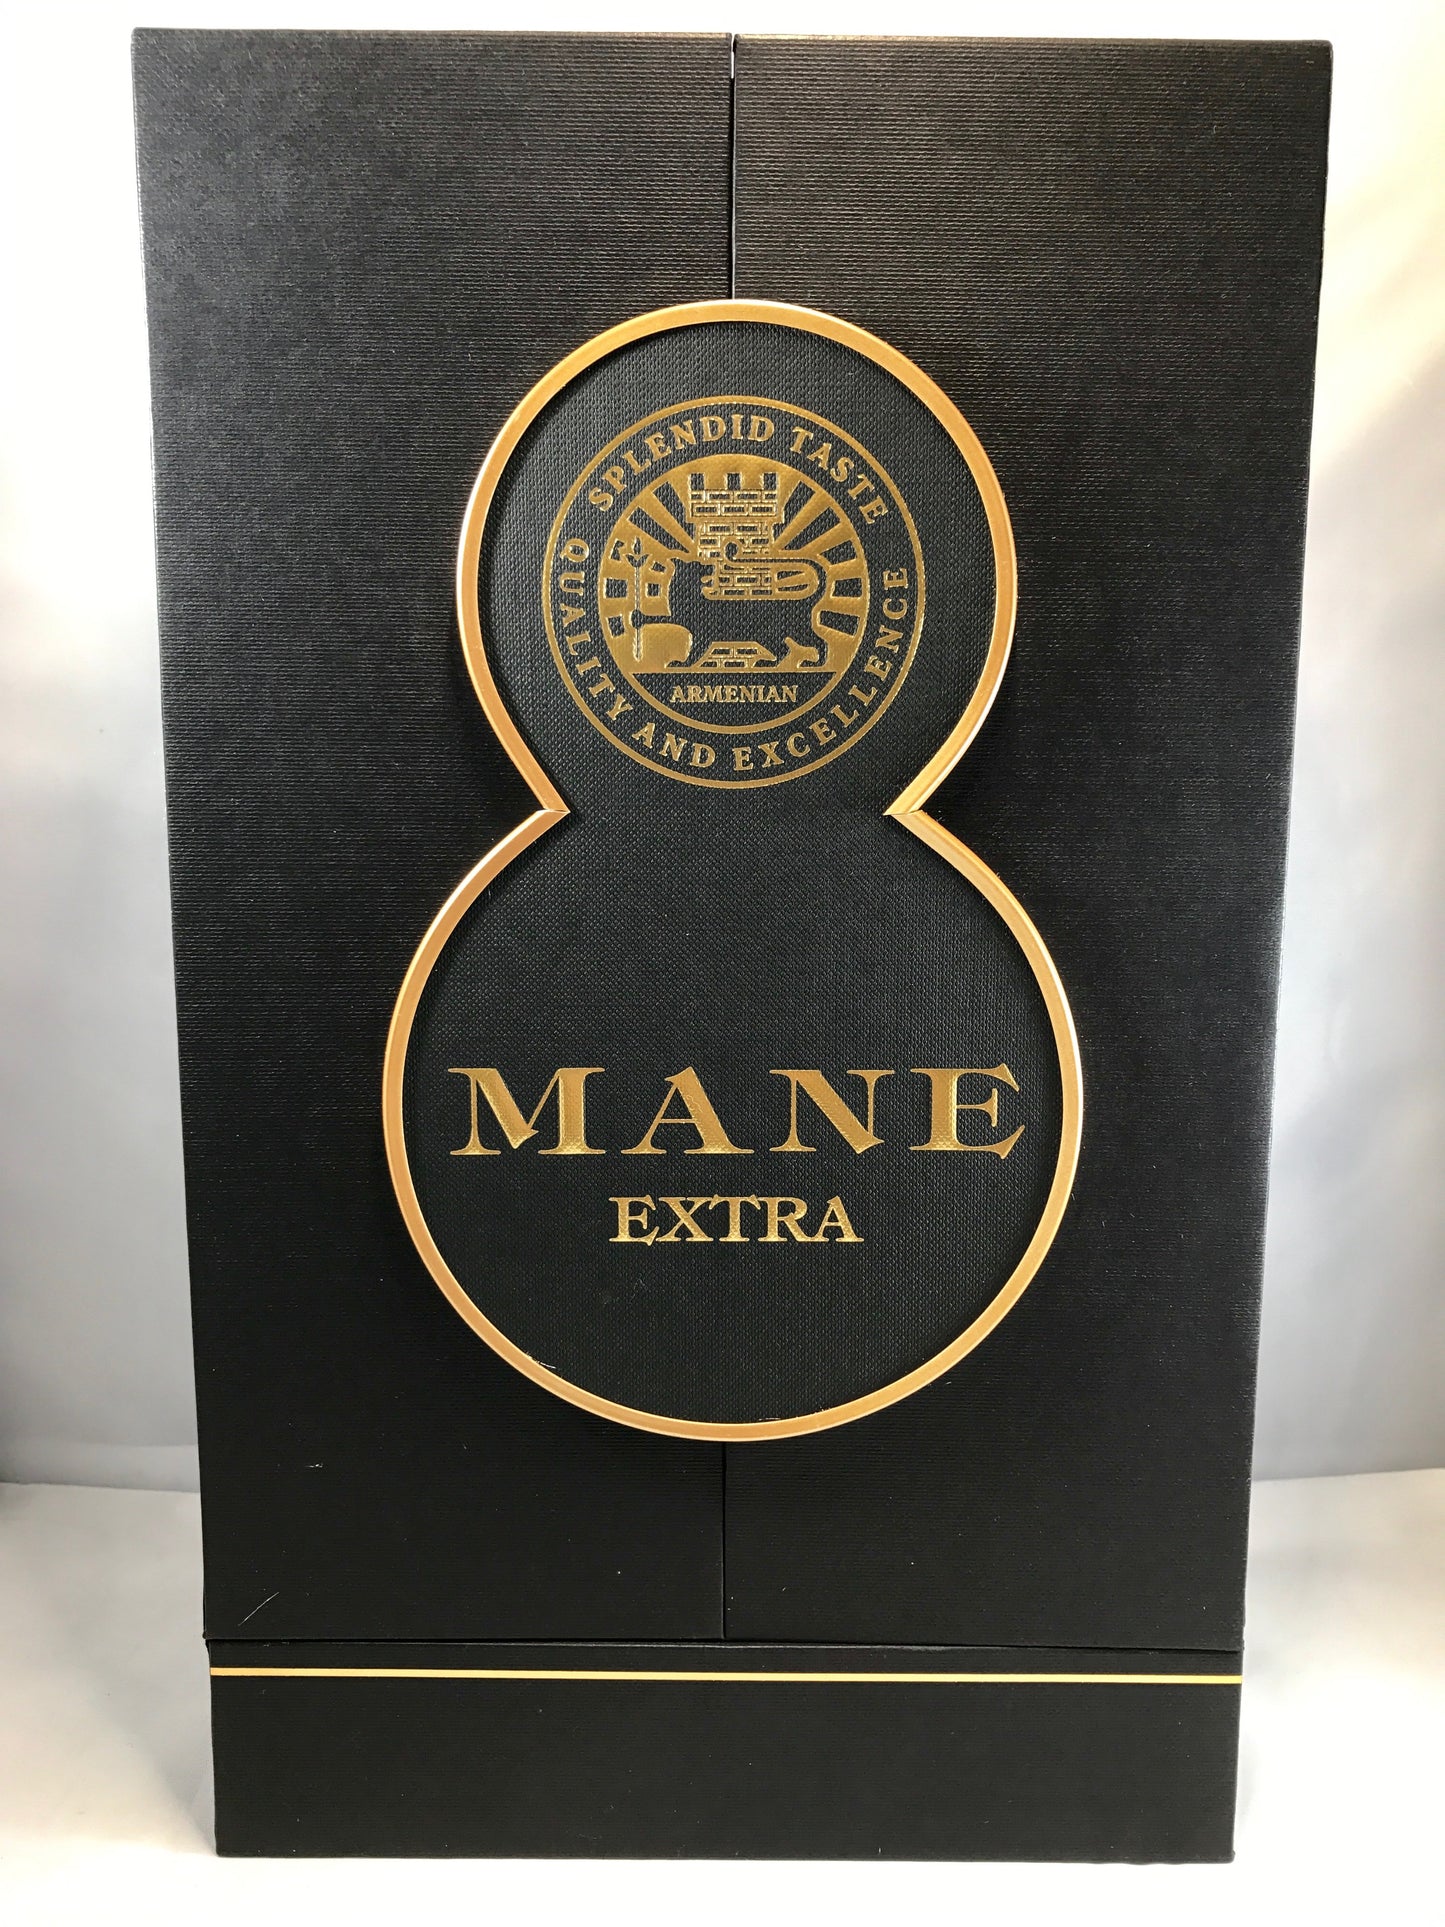 SPLENDID TASTE
QUALITY AND EXCELLENCE
ARMENIAN
MANE
EXTRA